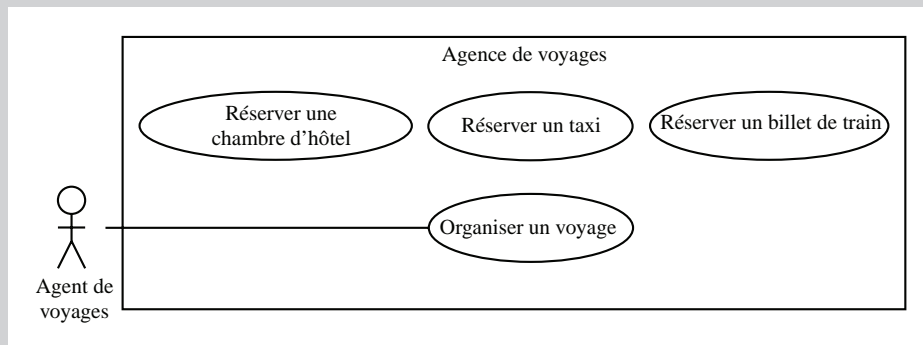 Agence de voyages
Réserver une
chambre d’hôtel
Réserver un taxi
Réserver un billet de train
Organiser un voyage
Agent de
voyages